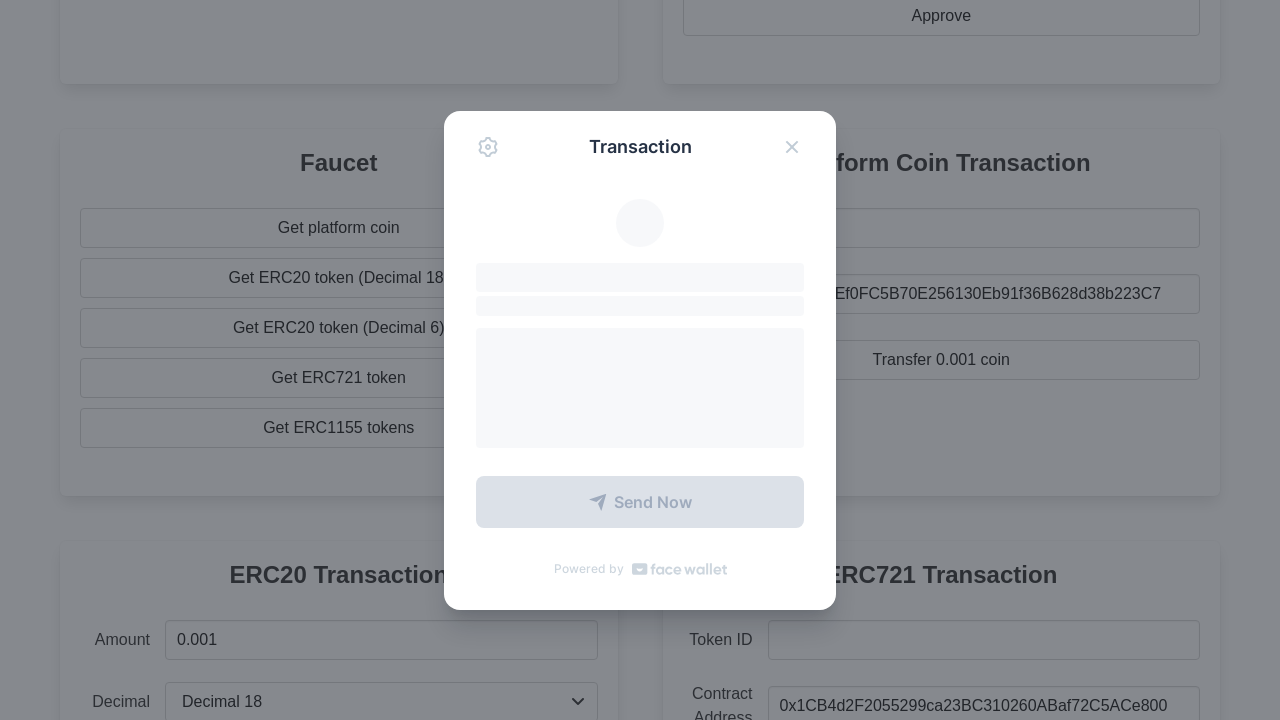 Approve
Faucet
Get platform coin
Get ERC20 token (Decimal 18
Get ERC20 token (Decimal 6)
Get ERC721 token
Get ERC1155 tokens
Transaction
Send Now
Powered by face wallet
form Coin Transaction
Ef0FC5B70E256130Eb91f36B628d38b223C7
Transfer 0.001 coin
ERC20 Transaction
Amount 0.001
Decimal Decimal 18
ERC721 Transaction
Token ID
Contract
Address 0x1CB4d2F2055299ca23BC310260ABaf72C5ACe800